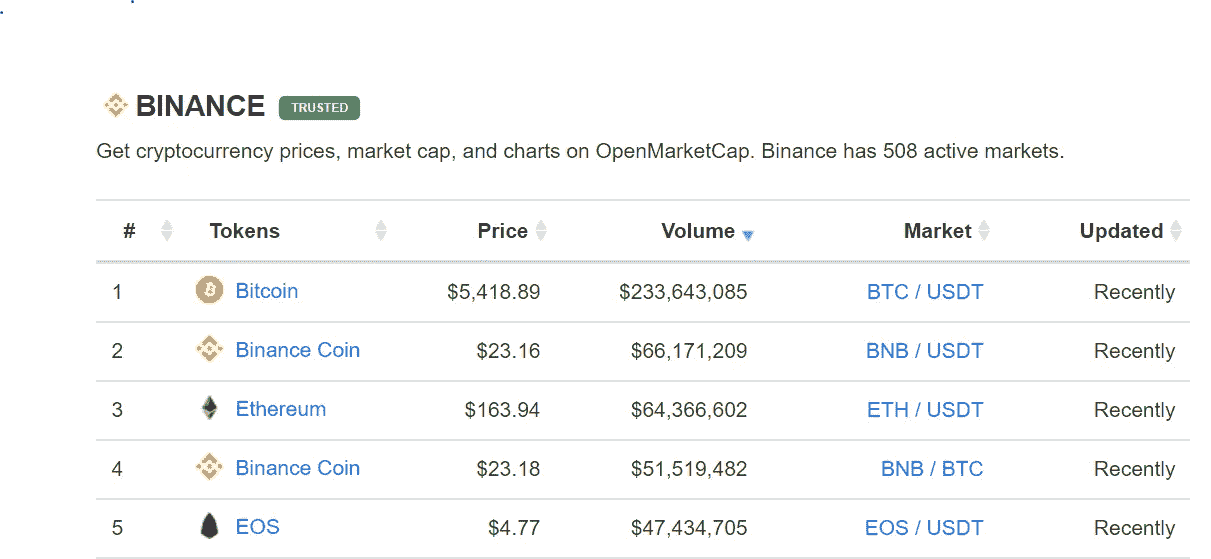 BINANCE TRUSTED
Get cryptocurrency prices, market cap, and charts on OpenMarketCap. Binance has 508 active markets.
# Tokens Price Volume Market Updated
1 Bitcoin $5,418.89 $233,643,085 BTC / USDT Recently
2 Binance Coin $23.16 $66,171,209 BNB / USDT Recently
3 Ethereum $163.94 $64,366,602 ETH / USDT Recently
4 Binance Coin $23.18 $51,519,482 BNB / BTC Recently
5 EOS $4.77 $47,434,705 EOS / USDT Recently